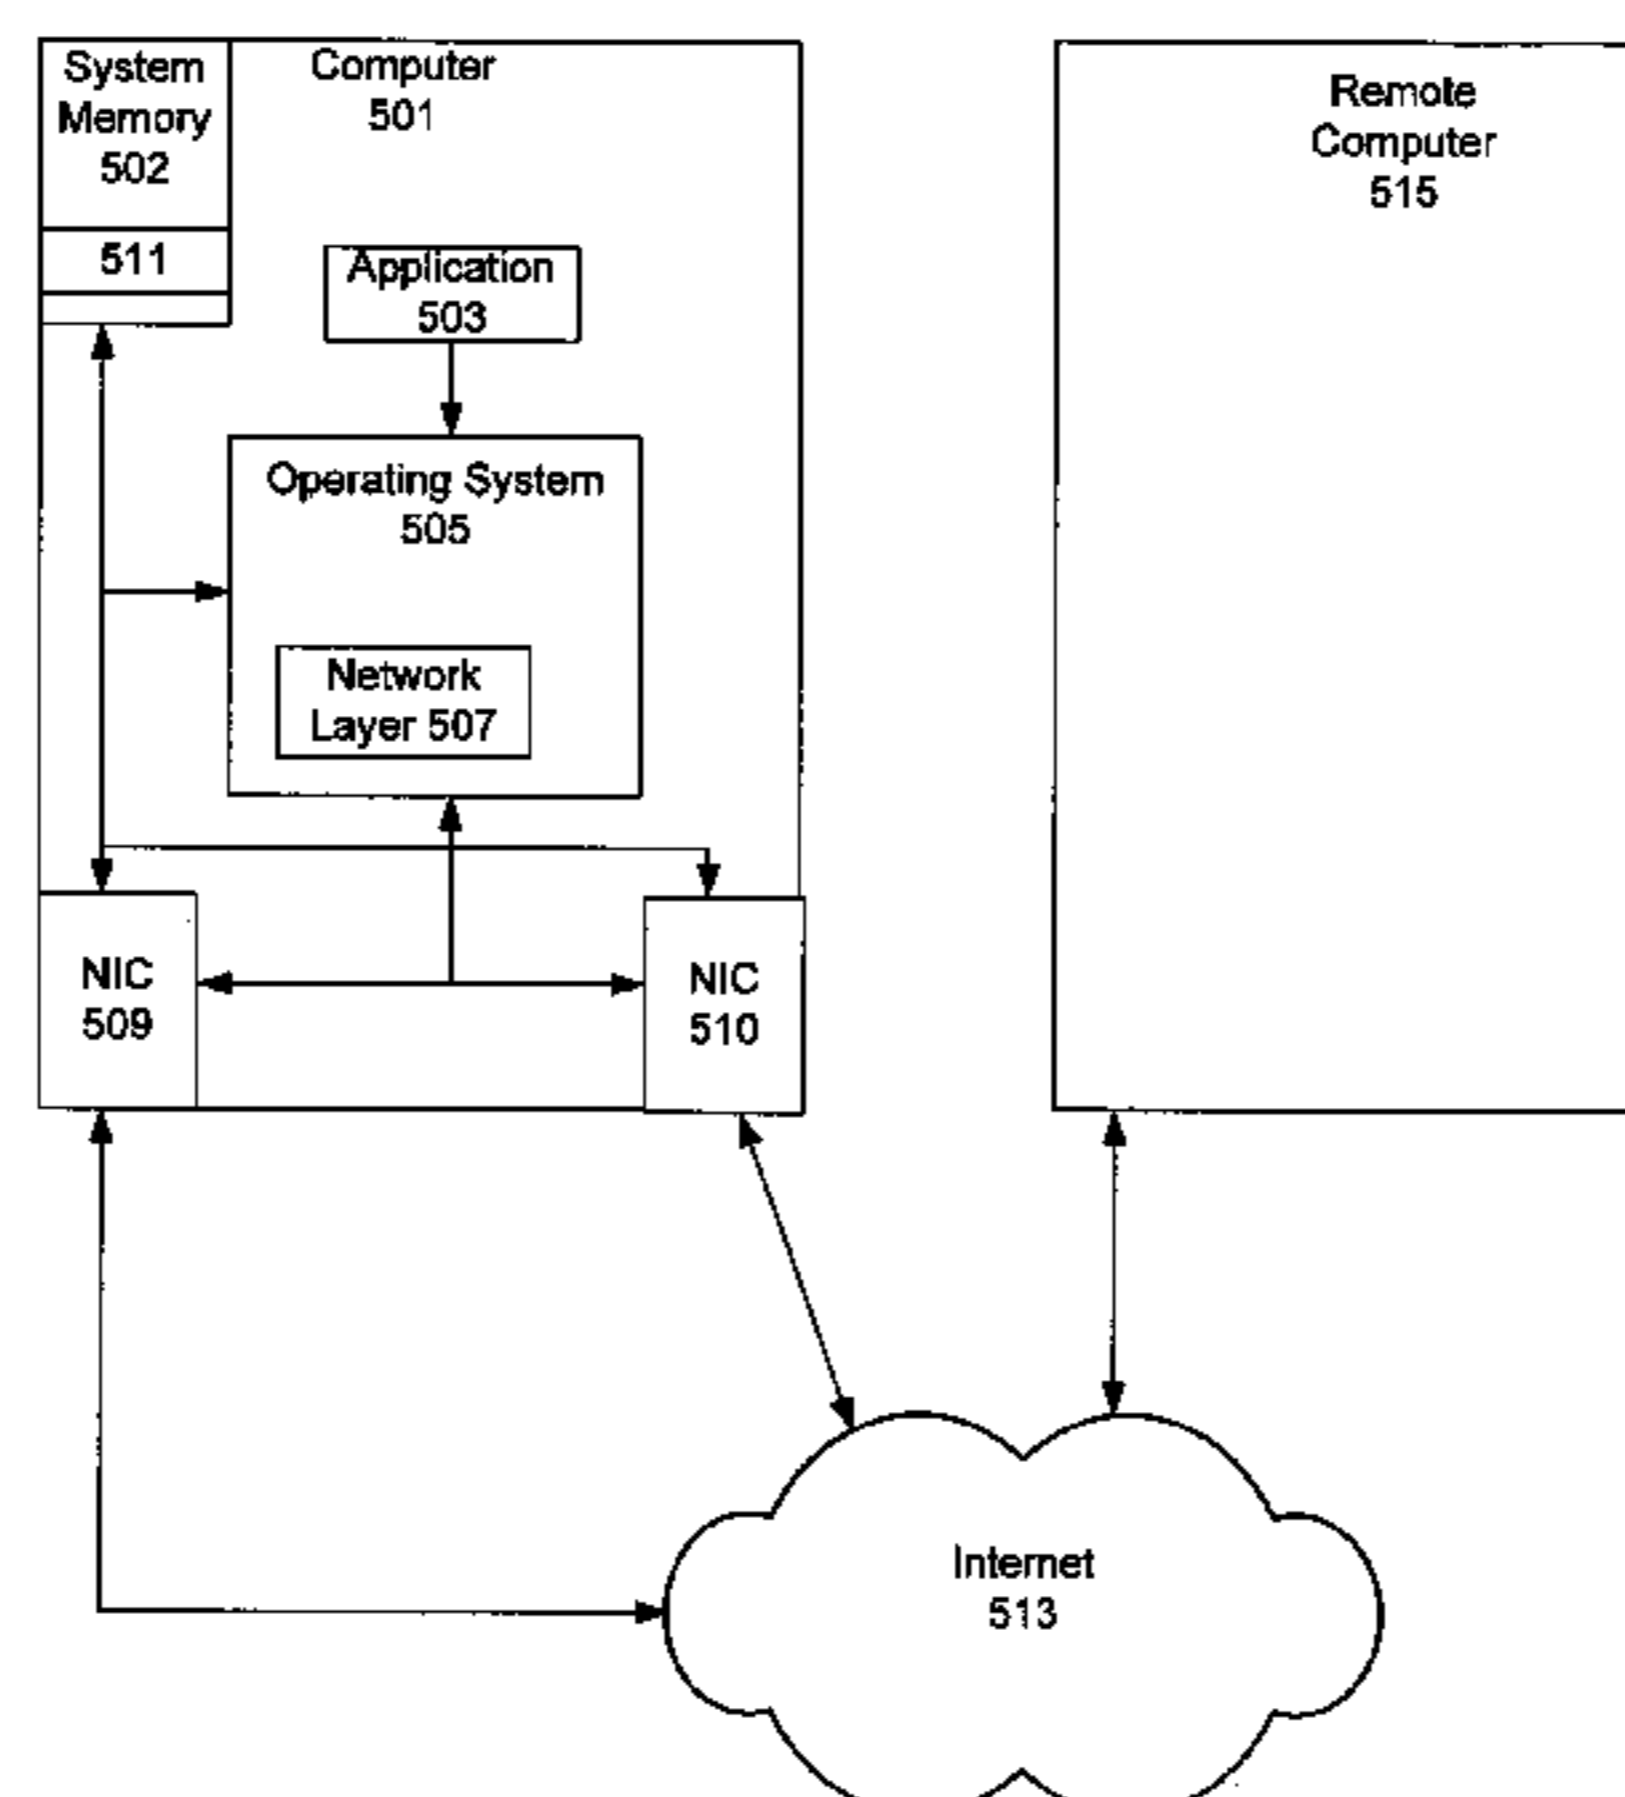 System
Memory
502
511
Computer
501
Application
503
Operating System
505
Network
Layer 507
NIC
509
NIC
510
Remote
Computer
515
Internet
513